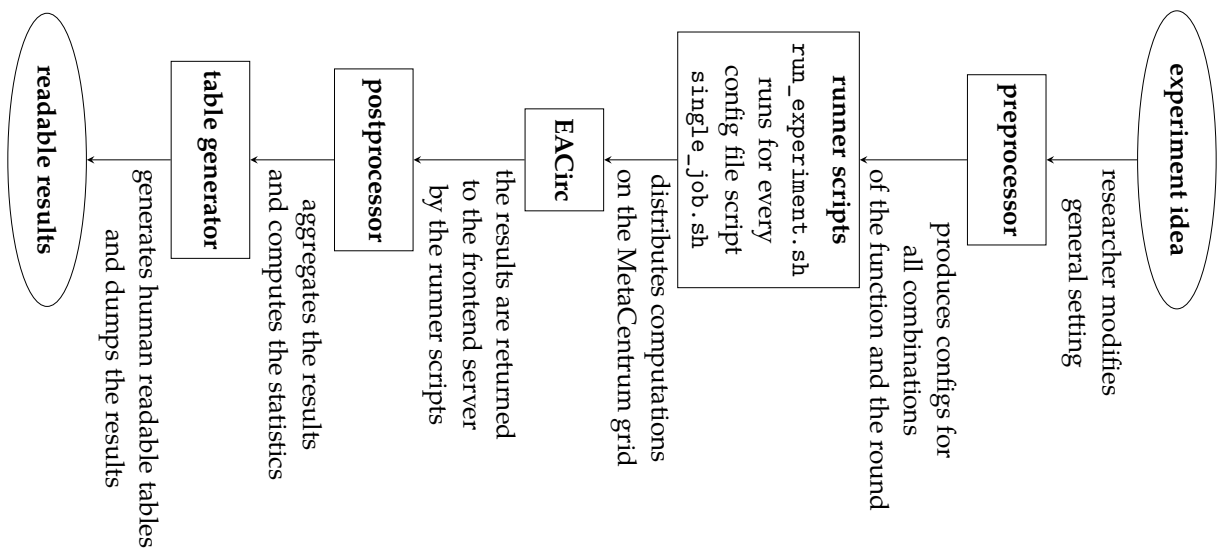 experiment idea
researcher modifies
general setting
preprocessor
produces configs for
all combinations
of the function and the round
runner scripts
run_experiment.sh
runs for every
config file script
single_job.sh
distributes computations
on the MetaCentrum grid
EACirc
the results are returned
to the frontend server
by the runner scripts
postprocessor
aggregates the results
and computes the statistics
table generator
generates human readable tables
and dumps the results
readable results